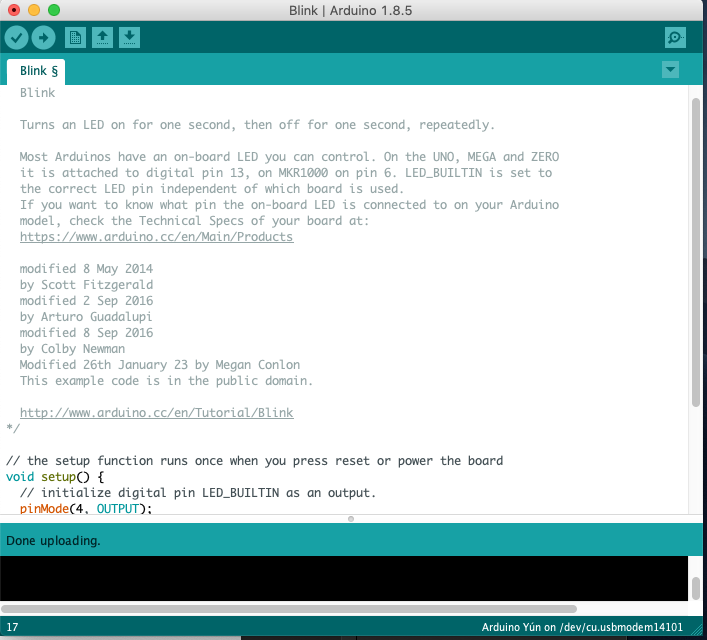 Blink | Arduino 1.8.5
Blink §
Blink
Turns an LED on for one second, then off for one second, repeatedly.
Most Arduinos have an on-board LED you can control. On the UNO, MEGA and ZERO
it is attached to digital pin 13, on MKR1000 on pin 6. LED_BUILTIN is set to
the correct LED pin independent of which board is used.
If you want to know what pin the on-board LED is connected to on your Arduino
model, check the Technical Specs of your board at:
https://www.arduino.cc/en/Main/Products
modified 8 May 2014
by Scott Fitzgerald
modified 2 Sep 2016
by Arturo Guadalupi
modified 8 Sep 2016
by Colby Newman
Modified 26th January 23 by Megan Conlon
This example code is in the public domain.
http://www.arduino.cc/en/Tutorial/Blink
*/
// the setup function runs once when you press reset or power the board
void setup() {
// initialize digital pin LED_BUILTIN as an output.
pinMode(4, OUTPUT);
Done uploading.
17
Arduino Yún on /dev/cu.usbmodem14101